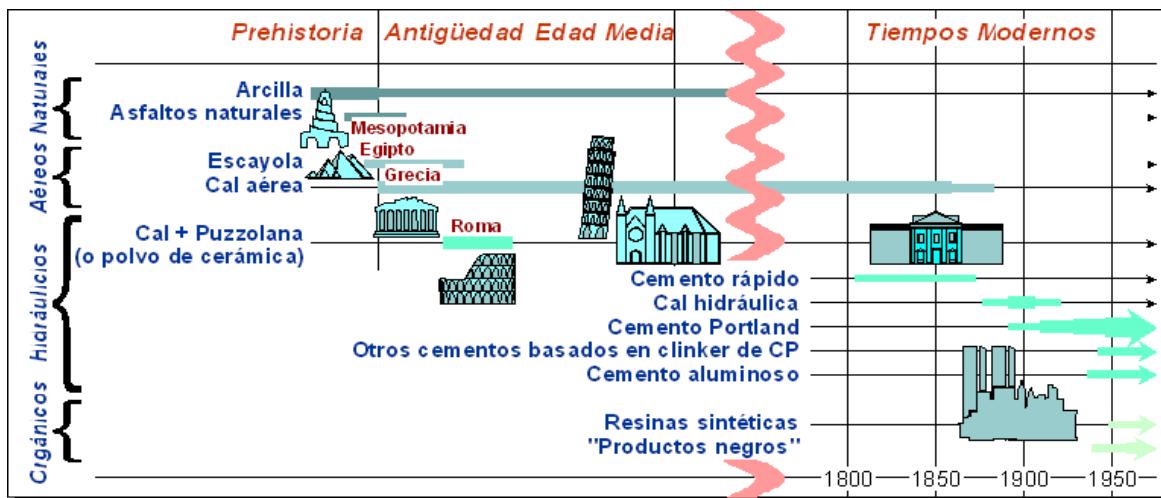 Prehistoria Antigüedad Edad Media Tiempos Modernos
Naturales
Arcilla
Asfaltos naturales
Mesopotamia
Aéreos
Egipto
Escayola
Grecia
Cal aérea
Hidráulicos
Roma
Cal + Puzzolana
(o polvo de cerámica)
Cemento rápido
Cal hidráulica
Cemento Portland
Otros cementos basados en clinker de CP
Cemento aluminoso
Orgánicos
Resinas sintéticas
"Productos negros"
1800 1850 1900 1950